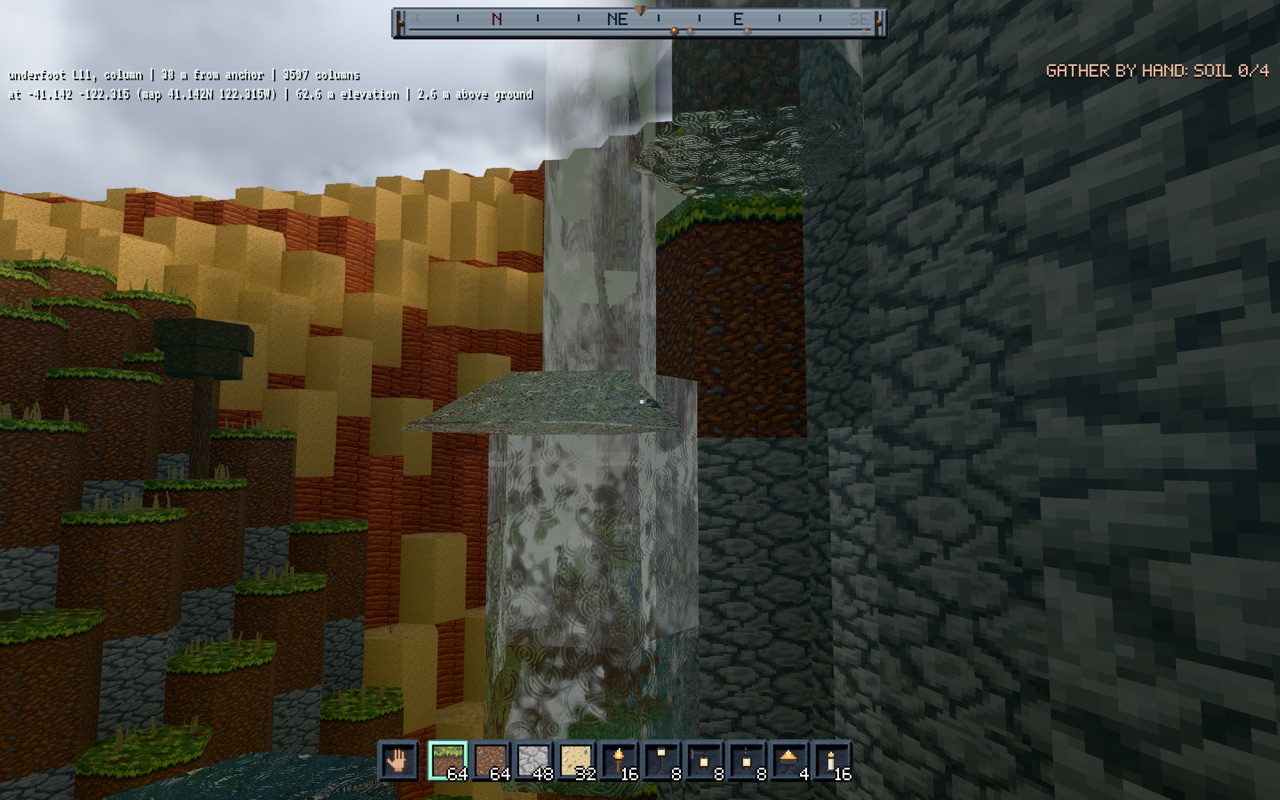 N NE E SE
underfoot L11, column | 38 m from anchor | 3597 columns
at -41.142 -122.315 (map 41.142N 122.315W) | 62.6 m elevation | 2.6 m above ground
GATHER BY HAND: SOIL 0/4
64 64 48 32 16 8 8 8 4 16